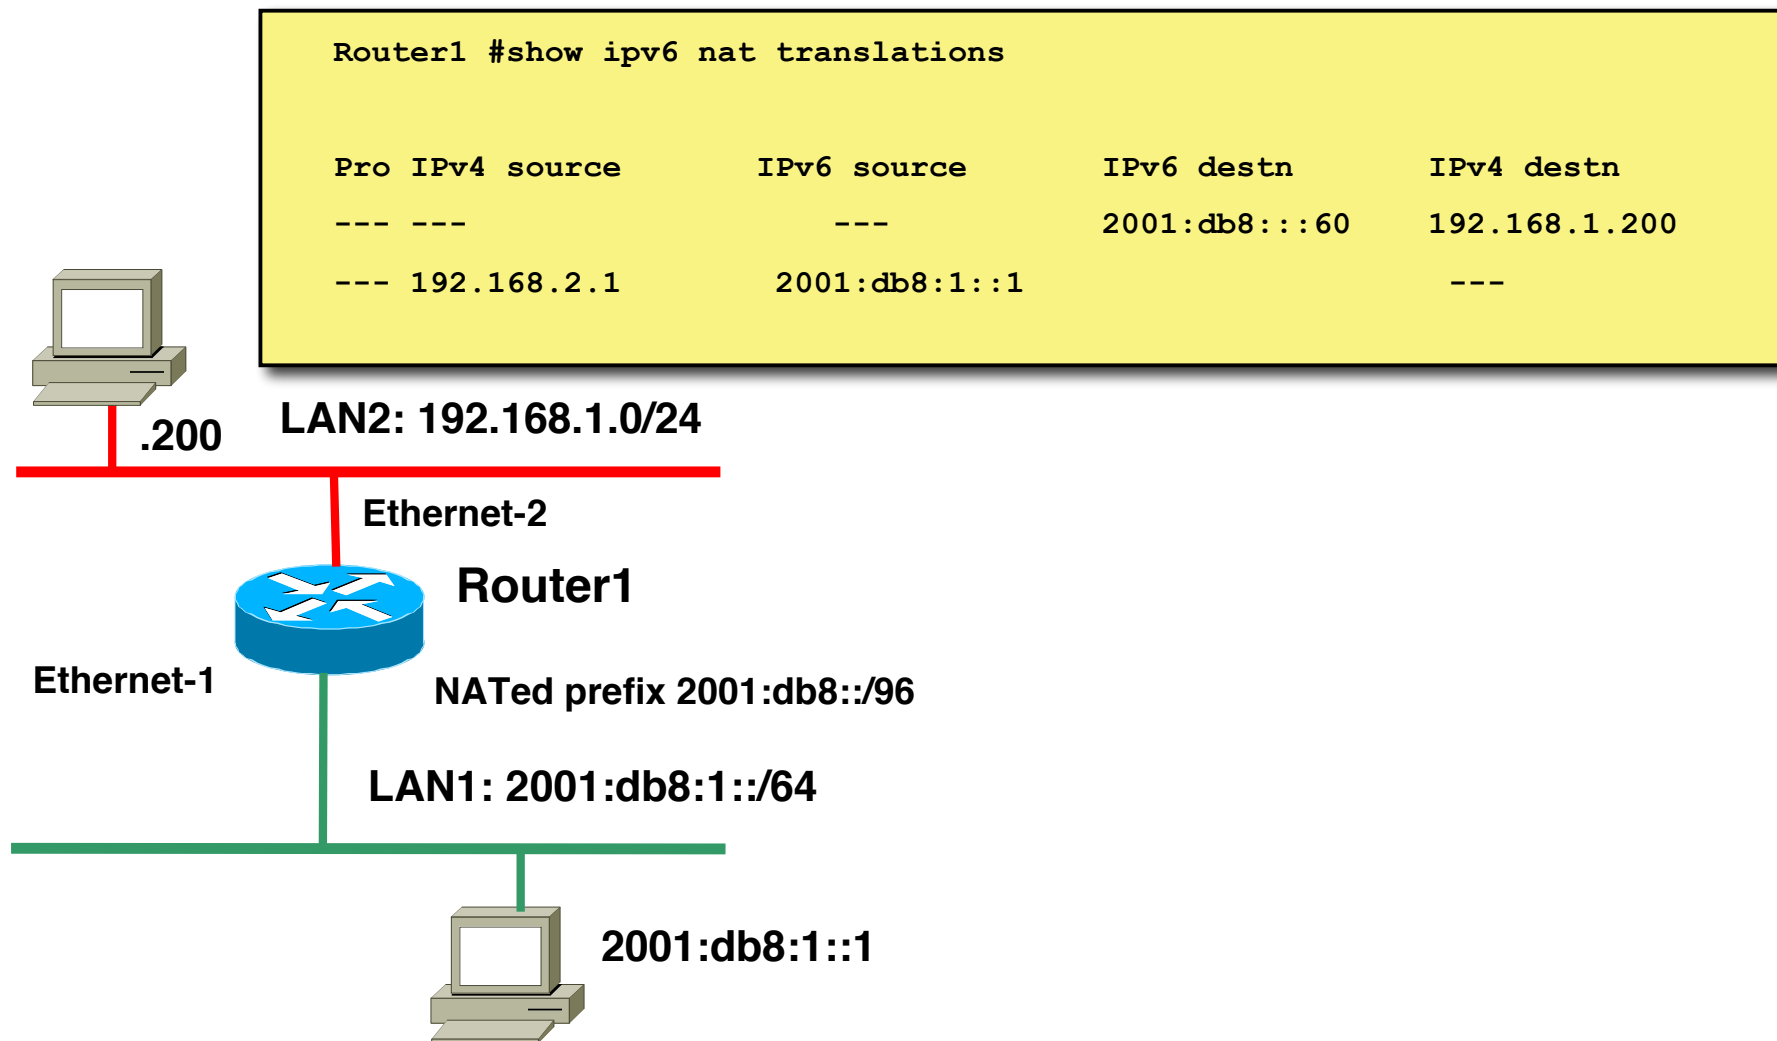 Router1 #show ipv6 nat translations
Pro IPv4 source IPv6 source IPv6 destn IPv4 destn
--- --- --- 2001:db8:::60 192.168.1.200
--- 192.168.2.1 2001:db8:1::1 ---
.200
LAN2: 192.168.1.0/24
Ethernet-2
Router1
Ethernet-1
NATed prefix 2001:db8::/96
LAN1: 2001:db8:1::/64
2001:db8:1::1